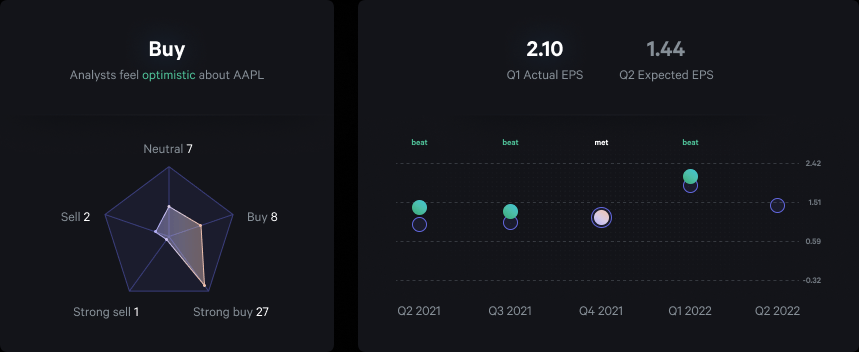 Buy
Analysts feel optimistic about AAPL
Neutral 7
Sell 2
Buy 8
Strong sell 1
Strong buy 27
2.10
Q1 Actual EPS
1.44
Q2 Expected EPS
beat
beat
met
beat
2.42
1.51
0.59
-0.32
Q2 2021
Q3 2021
Q4 2021
Q1 2022
Q2 2022